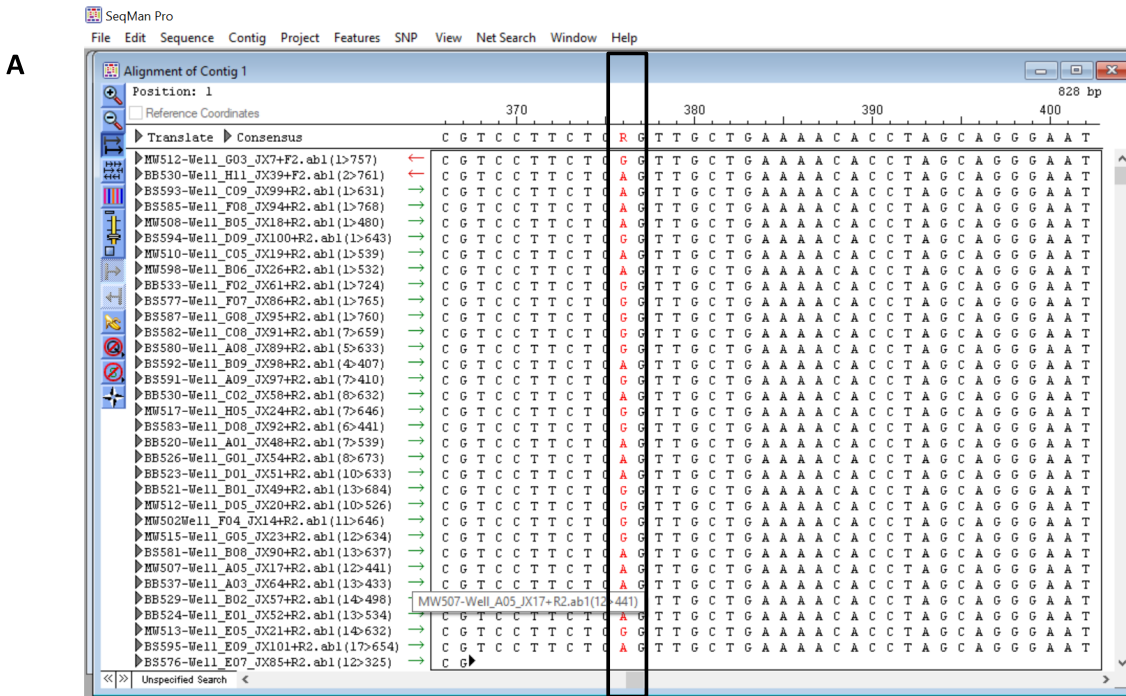 A
SeqMan Pro
File Edit Sequence Contig Project Features SNP View Net Search Window Help
Alignment of Contig 1
Position: 1 828 bp
Reference Coordinates
370 380 390 400
Translate Consensus C G T C C T T C T C R G T T G C T G A A A A C A C C T A G C A G G G A A T
MW512-Well_G03_JX7+F2.ab1(1>757) ← C G T C C T T C T C G G T T G C T G A A A A C A C C T A G C A G G G A A T
BB530-Well_H11_JX39+F2.ab1(2>761) ← C G T C C T T C T C A G T T G C T G A A A A C A C C T A G C A G G G A A T
BS593-Well_C09_JX99+R2.ab1(1>631) → C G T C C T T C T C A G T T G C T G A A A A C A C C T A G C A G G G A A T
BS585-Well_F08_JX94+R2.ab1(1>768) → C G T C C T T C T C A G T T G C T G A A A A C A C C T A G C A G G G A A T
MW508-Well_B05_JX18+R2.ab1(1>480) → C G T C C T T C T C A G T T G C T G A A A A C A C C T A G C A G G G A A T
BS594-Well_D09_JX100+R2.ab1(1>643) → C G T C C T T C T C G G T T G C T G A A A A C A C C T A G C A G G G A A T
MW510-Well_C05_JX19+R2.ab1(1>539) → C G T C C T T C T C A G T T G C T G A A A A C A C C T A G C A G G G A A T
MW598-Well_B06_JX26+R2.ab1(1>532) → C G T C C T T C T C A G T T G C T G A A A A C A C C T A G C A G G G A A T
BB533-Well_F02_JX61+R2.ab1(1>724) → C G T C C T T C T C G G T T G C T G A A A A C A C C T A G C A G G G A A T
BS577-Well_F07_JX86+R2.ab1(1>765) → C G T C C T T C T C G G T T G C T G A A A A C A C C T A G C A G G G A A T
BS587-Well_G08_JX95+R2.ab1(1>760) → C G T C C T T C T C G G T T G C T G A A A A C A C C T A G C A G G G A A T
BS582-Well_C08_JX91+R2.ab1(7>659) → C G T C C T T C T C G G T T G C T G A A A A C A C C T A G C A G G G A A T
BS580-Well_A08_JX89+R2.ab1(5>633) → C G T C C T T C T C G G T T G C T G A A A A C A C C T A G C A G G G A A T
BS592-Well_B09_JX98+R2.ab1(4>407) → C G T C C T T C T C A G T T G C T G A A A A C A C C T A G C A G G G A A T
BS591-Well_A09_JX97+R2.ab1(7>410) → C G T C C T T C T C G G T T G C T G A A A A C A C C T A G C A G G G A A T
BB530-Well_C02_JX58+R2.ab1(8>632) → C G T C C T T C T C A G T T G C T G A A A A C A C C T A G C A G G G A A T
MW517-Well_H05_JX24+R2.ab1(7>646) → C G T C C T T C T C G G T T G C T G A A A A C A C C T A G C A G G G A A T
BS583-Well_D08_JX92+R2.ab1(6>441) → C G T C C T T C T C G G T T G C T G A A A A C A C C T A G C A G G G A A T
BB520-Well_A01_JX48+R2.ab1(7>539) → C G T C C T T C T C A G T T G C T G A A A A C A C C T A G C A G G G A A T
BB526-Well_G01_JX54+R2.ab1(8>673) → C G T C C T T C T C A G T T G C T G A A A A C A C C T A G C A G G G A A T
BB523-Well_D01_JX51+R2.ab1(10>633) → C G T C C T T C T C A G T T G C T G A A A A C A C C T A G C A G G G A A T
BB521-Well_B01_JX49+R2.ab1(13>684) → C G T C C T T C T C G G T T G C T G A A A A C A C C T A G C A G G G A A T
MW512-Well_D05_JX20+R2.ab1(10>526) → C G T C C T T C T C G G T T G C T G A A A A C A C C T A G C A G G G A A T
MW502Well_F04_JX14+R2.ab1(11>646) → C G T C C T T C T C G G T T G C T G A A A A C A C C T A G C A G G G A A T
MW515-Well_G05_JX23+R2.ab1(12>634) → C G T C C T T C T C G G T T G C T G A A A A C A C C T A G C A G G G A A T
BS581-Well_B08_JX90+R2.ab1(13>637) → C G T C C T T C T C A G T T G C T G A A A A C A C C T A G C A G G G A A T
MW507-Well_A05_JX17+R2.ab1(12>441) → C G T C C T T C T C A G T T G C T G A A A A C A C C T A G C A G G G A A T
BB537-Well_A03_JX64+R2.ab1(13>433) → C G T C C T T C T C A G T T G C T G A A A A C A C C T A G C A G G G A A T
BB529-Well_B02_JX57+R2.ab1(14>498) MW507-Well_A05_JX17+R2.ab1(12>441) T T G C T G A A A A C A C C T A G C A G G G A A T
BB524-Well_E01_JX52+R2.ab1(13>534) → C G T C C T T C T C A G T T G C T G A A A A C A C C T A G C A G G G A A T
MW513-Well_E05_JX21+R2.ab1(14>632) → C G T C C T T C T C G G T T G C T G A A A A C A C C T A G C A G G G A A T
BS595-Well_E09_JX101+R2.ab1(17>654) → C G T C C T T C T C A G T T G C T G A A A A C A C C T A G C A G G G A A T
BS576-Well_E07_JX85+R2.ab1(12>325) → C G
Unspecified Search